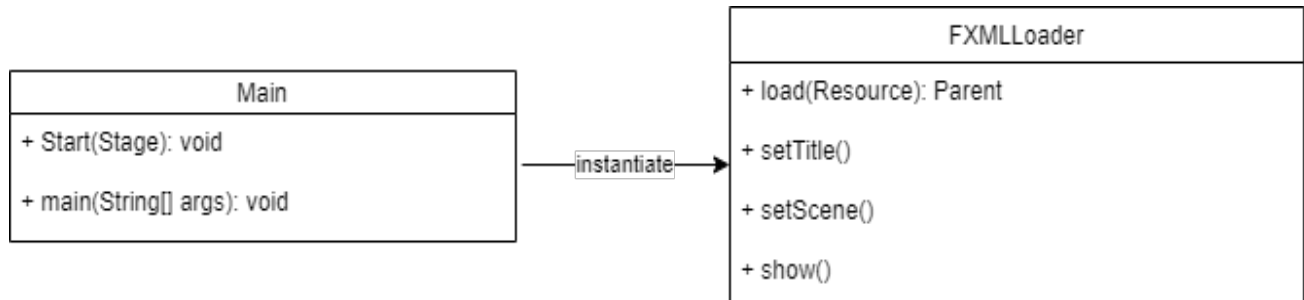 Main
+ Start(Stage): void
+ main(String[] args): void
instantiate
FXMLLoader
+ load(Resource): Parent
+ setTitle()
+ setScene()
+ show()